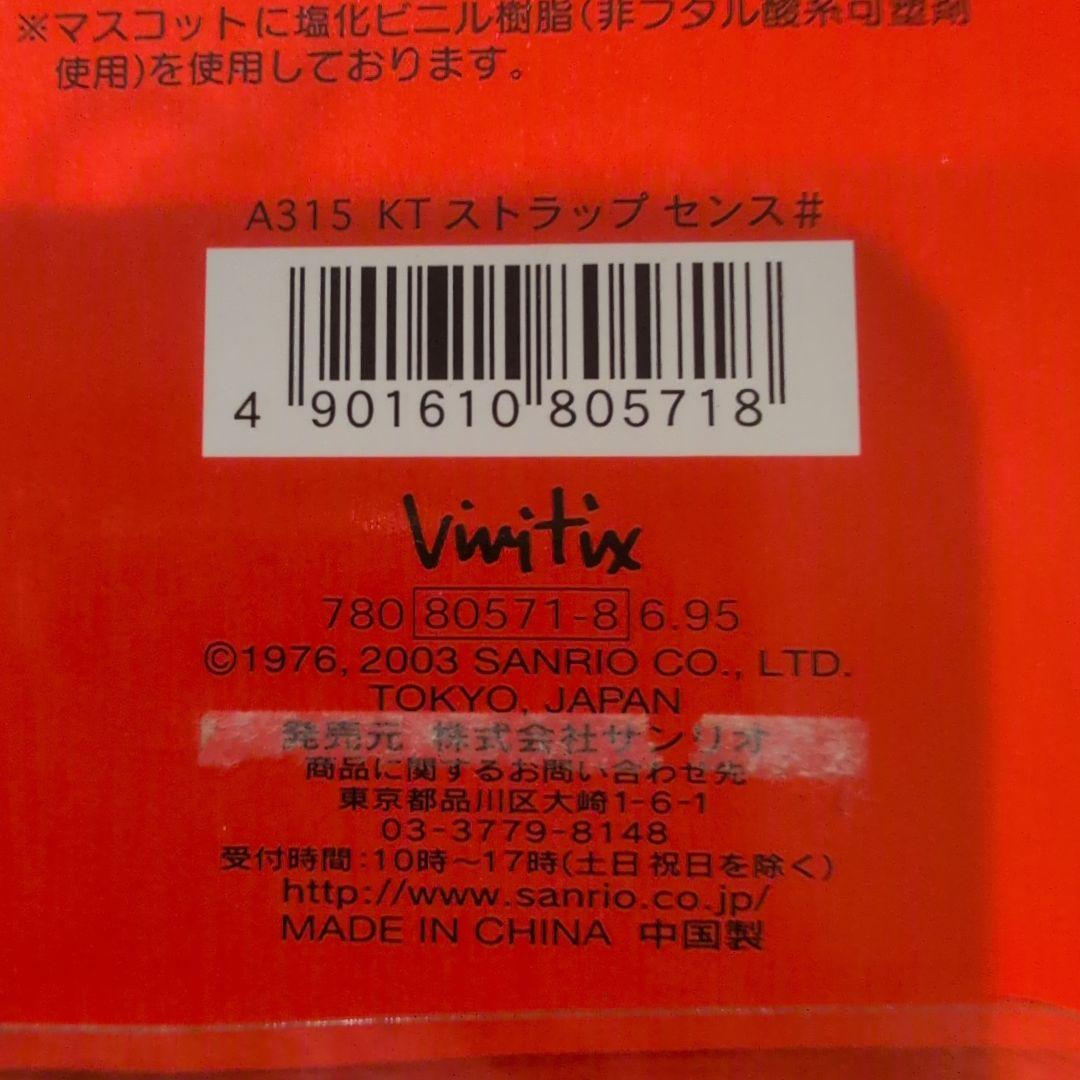 ※マスコットに塩化ビニル樹脂(非フタル酸系可塑剤
使用)を使用しております。
A315 KT ストラップ センス#
4 901610 805718
Vivitix
780 80571-8 6.95
©1976, 2003 SANRIO CO., LTD.
TOKYO, JAPAN
発売元 株式会社サンリオ
商品に関するお問い合わせ先
東京都品川区大崎1-6-1
03-3779-8148
受付時間:10時〜17時(土日祝日を除く)
http://www.sanrio.co.jp/
MADE IN CHINA 中国製